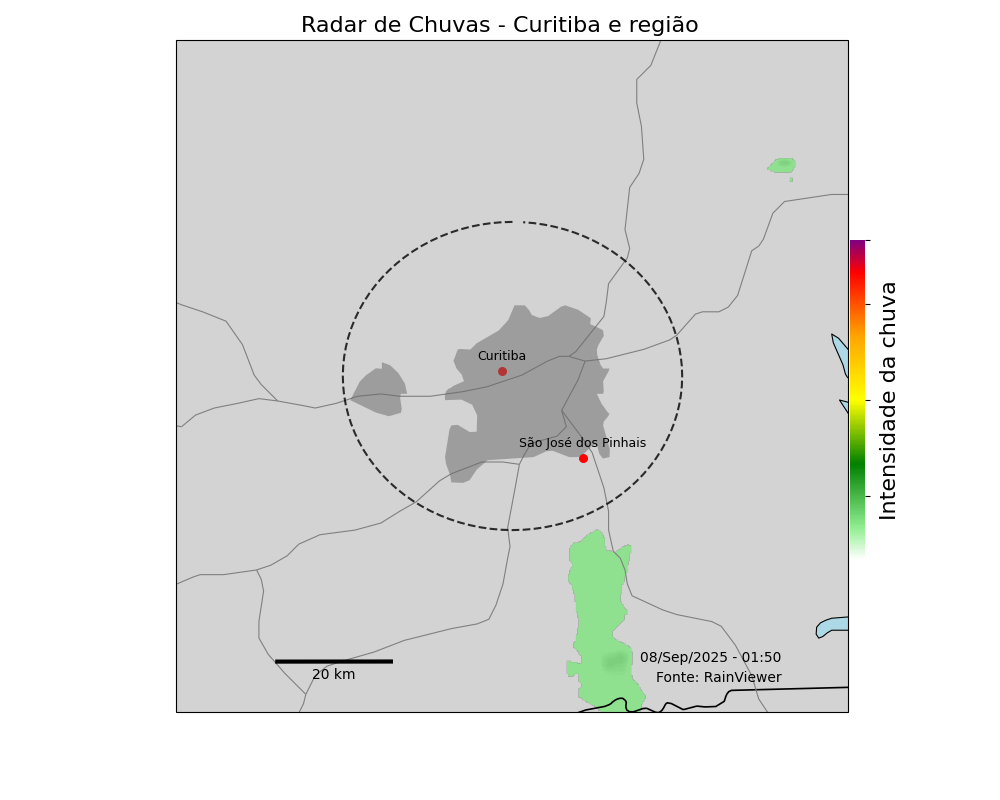 Radar de Chuvas - Curitiba e região
Curitiba
São José dos Pinhais
Intensidade da chuva
08/Sep/2025 - 01:50
Fonte: RainViewer
20 km